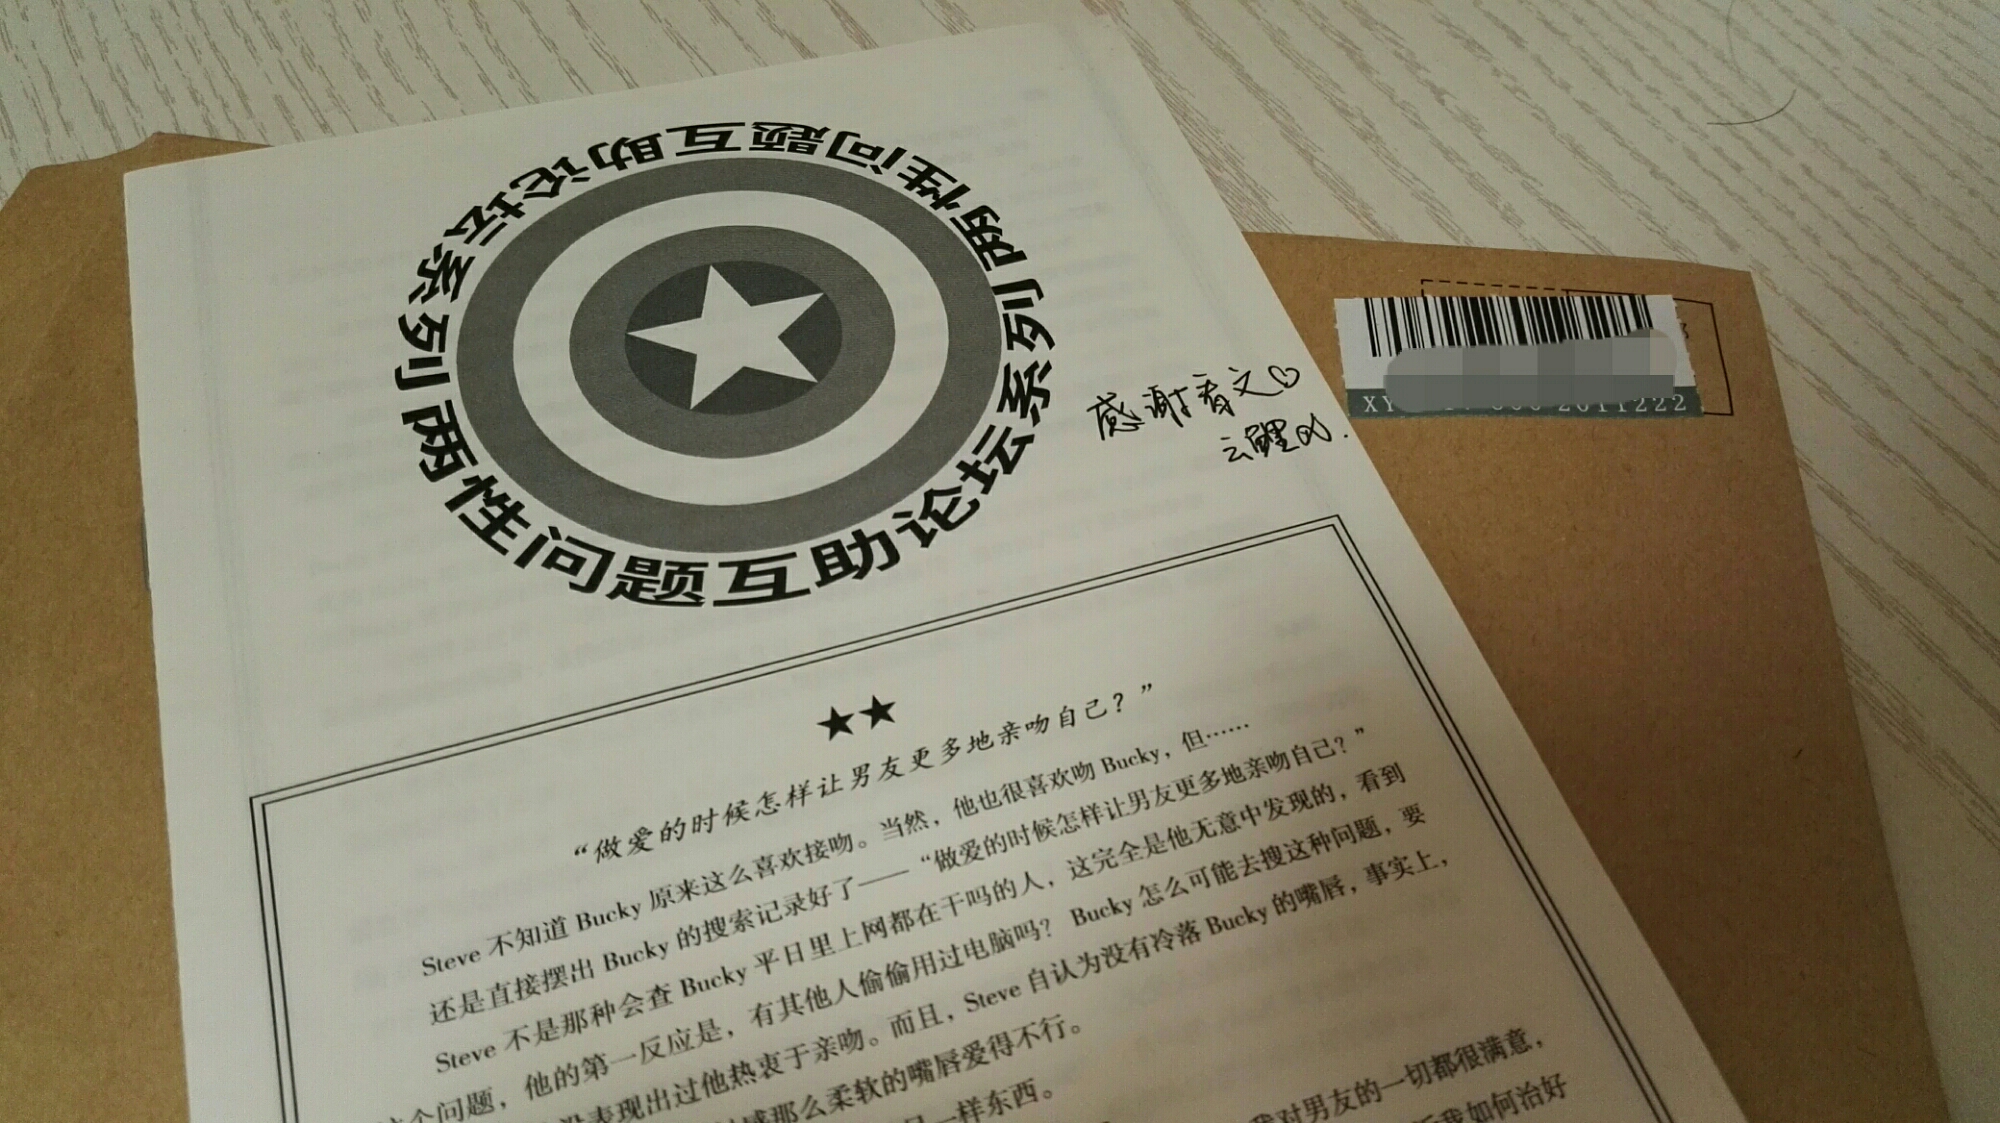 两性问题互助论坛系列两性问题互助论坛系列
感谢看文♡
云鲤
XY
2011222
★★
“做爱的时候怎样让男友更多地亲吻自己？”
Steve 不知道 Bucky 原来这么喜欢接吻。当然，他也很喜欢吻 Bucky，但……
还是直接摆出 Bucky 的搜索记录好了——“做爱的时候怎样让男友更多地亲吻自己？”
Steve 不是那种会查 Bucky 平日里上网都在干吗的人，这完全是他无意中发现的，看到
个问题，他的第一反应是，有其他人偷偷用过电脑吗？ Bucky 怎么可能去搜这种问题，要
没表现出过他热衷于亲吻。而且，Steve 自认为没有冷落 Bucky 的嘴唇，事实上，
那么柔软的嘴唇爱得不行。
一样东西。
对男友的一切都很满意，
我如何治好